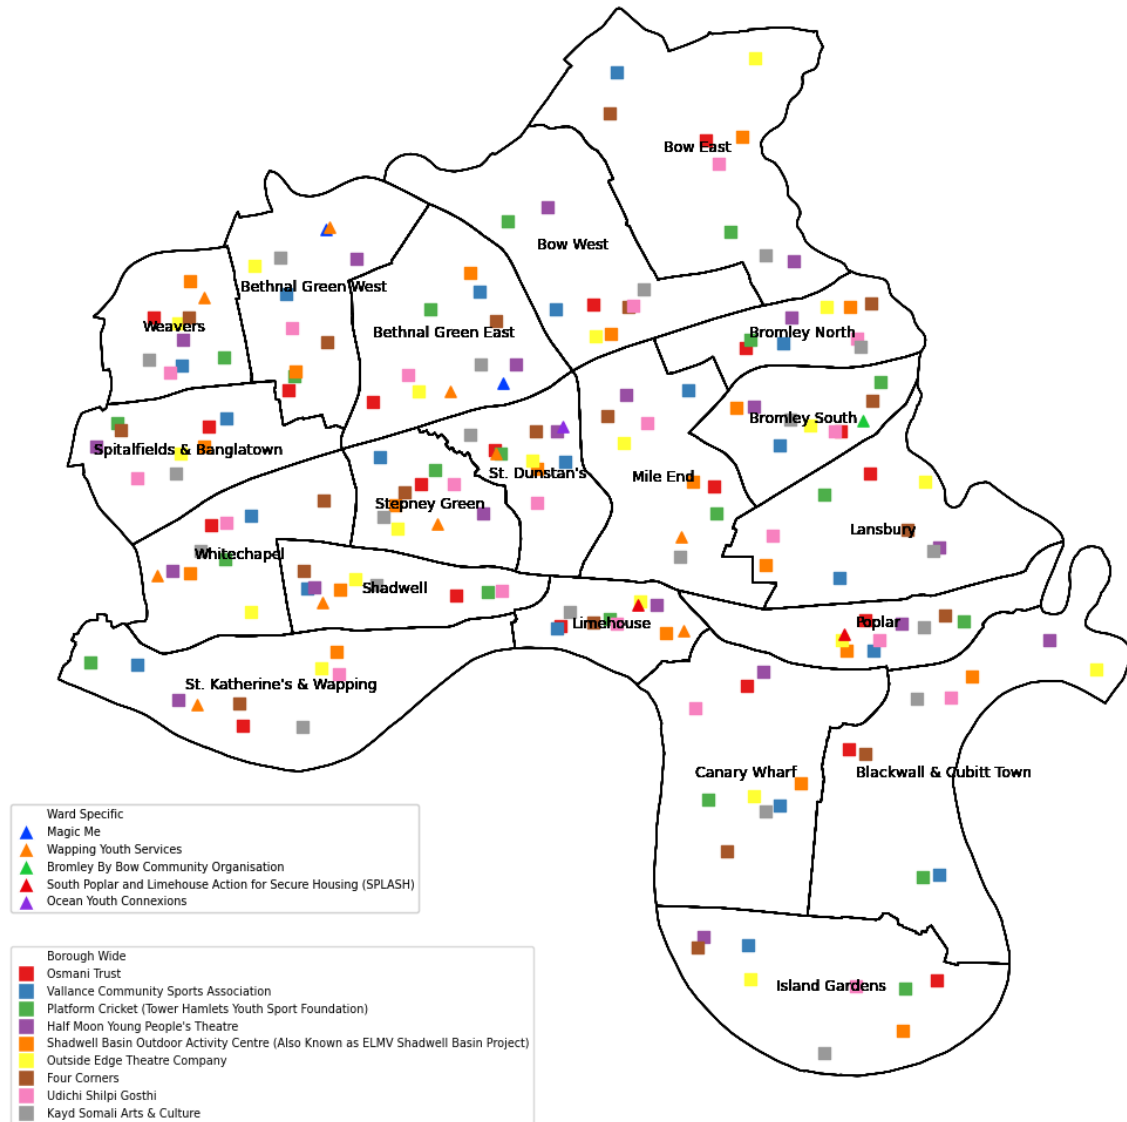 Bow East
Bow West
Bethnal Green West
Weavers
Bethnal Green East
Bromley North
Bromley South
Spitalfields & Banglatown
St. Dunstan's
Mile End
Stepney Green
Lansbury
Whitechapel
Shadwell
Limehouse
Poplar
St. Katherine's & Wapping
Canary Wharf
Blackwall & Cubitt Town
Island Gardens
Ward Specific
Magic Me
Wapping Youth Services
Bromley By Bow Community Organisation
South Poplar and Limehouse Action for Secure Housing (SPLASH)
Ocean Youth Connexions
Borough Wide
Osmani Trust
Vallance Community Sports Association
Platform Cricket (Tower Hamlets Youth Sport Foundation)
Half Moon Young People's Theatre
Shadwell Basin Outdoor Activity Centre (Also Known as ELMV Shadwell Basin Project)
Outside Edge Theatre Company
Four Corners
Udichi Shilpi Gosthi
Kayd Somali Arts & Culture